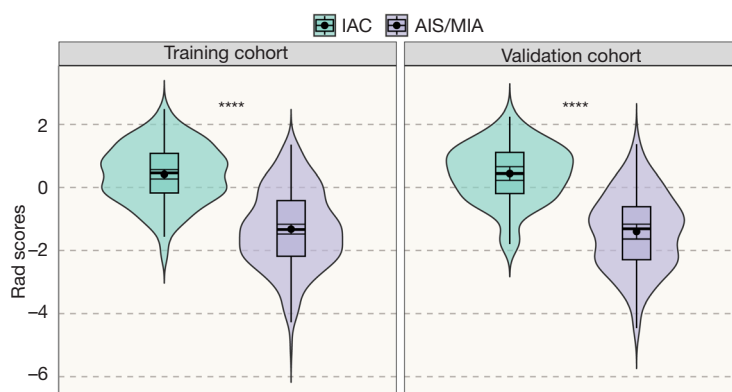 IAC AIS/MIA
Training cohort Validation cohort
**** ****
2
0
−2
−4
−6
Rad scores